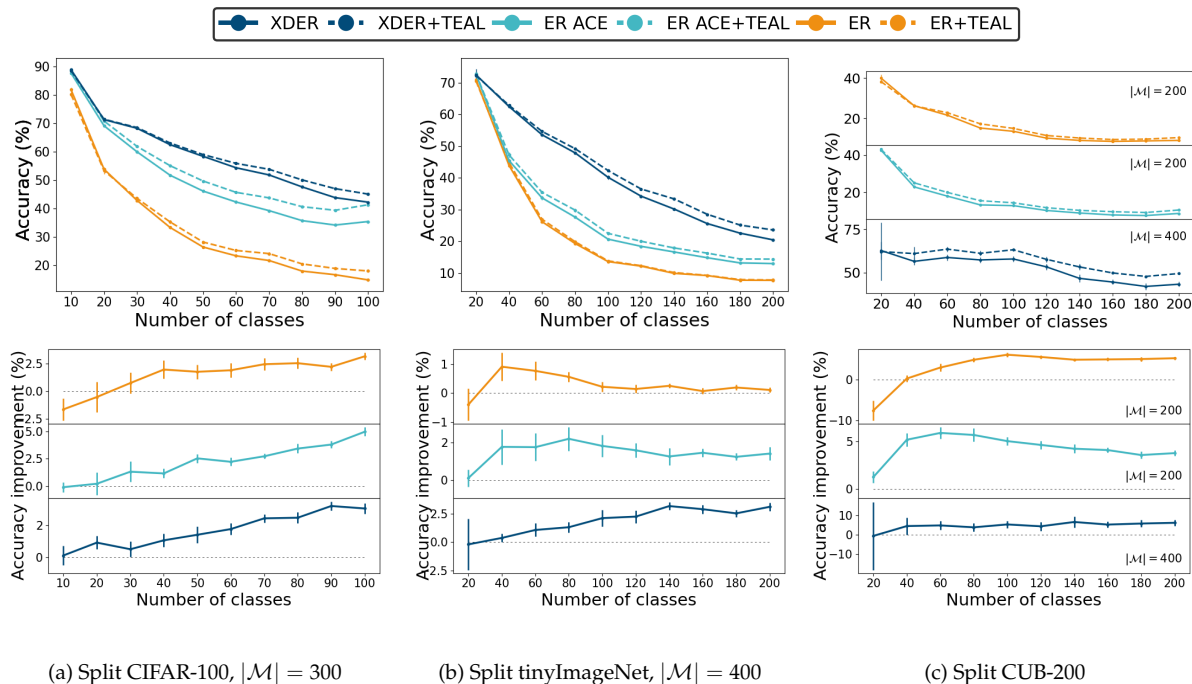 XDER XDER+TEAL ER ACE ER ACE+TEAL ER ER+TEAL
Accuracy (%)
90
80
70
60
50
40
30
20
10 20 30 40 50 60 70 80 90 100
Number of classes
Accuracy (%)
70
60
50
40
30
20
10
20 40 60 80 100 120 140 160 180 200
Number of classes
Accuracy (%)
40
20
|M| = 200
40
20
|M| = 200
75
50
|M| = 400
20 40 60 80 100 120 140 160 180 200
Number of classes
Accuracy improvement (%)
2.5
0.0
−2.5
5.0
2.5
0.0
2
0
10 20 30 40 50 60 70 80 90 100
Number of classes
Accuracy improvement (%)
1
0
−1
2
0
2.5
0.0
−2.5
20 40 60 80 100 120 140 160 180 200
Number of classes
Accuracy improvement (%)
0
−10
|M| = 200
5
0
|M| = 200
10
0
−10
|M| = 400
20 40 60 80 100 120 140 160 180 200
Number of classes
(a) Split CIFAR-100, |M| = 300
(b) Split tinyImageNet, |M| = 400
(c) Split CUB-200